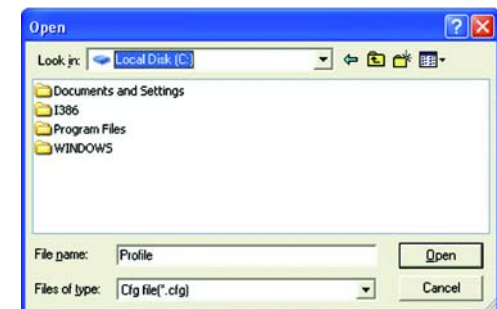 Open
Look in: Local Disk (C:)
Documents and Settings
I386
Program Files
WINDOWS
File name: Profile Open
Files of type: Cfg file(*.cfg) Cancel